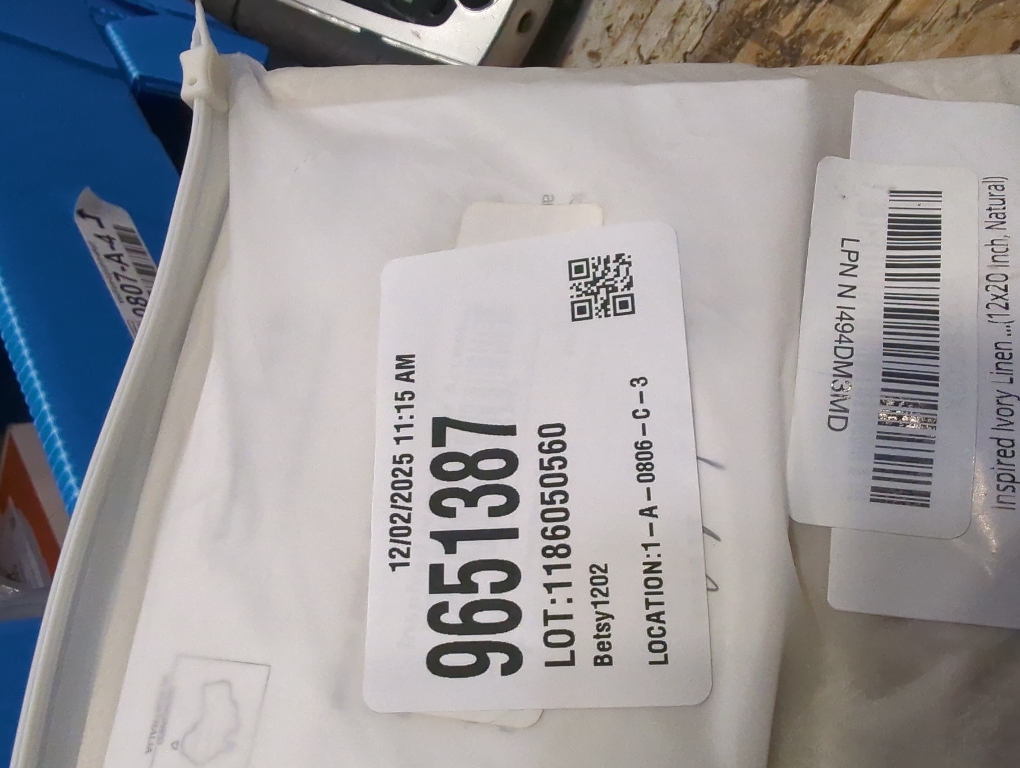 12/02/2025 11:15 AM
9651387
LOT:1186050560
Betsy1202
LOCATION:1-A-0806-C-3
LPN N I494DM3MD
Inspired Ivory Linen ...(12x20 Inch, Natural)
0807-A-4